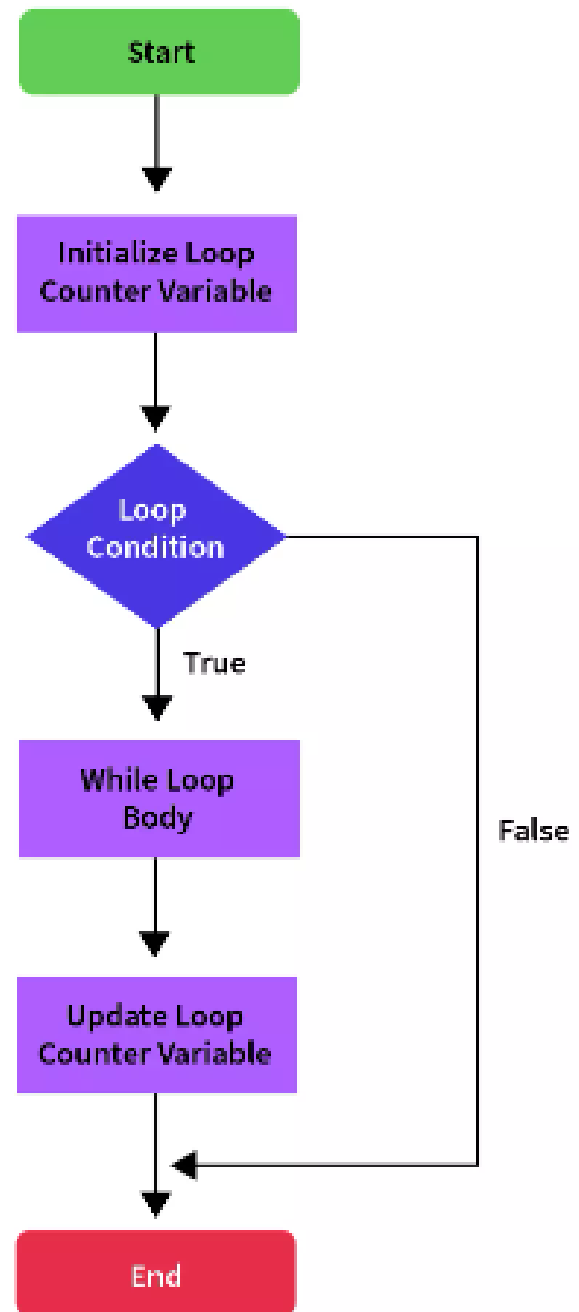 Start
Initialize Loop
Counter Variable
Loop
Condition
True
While Loop
Body
False
Update Loop
Counter Variable
End